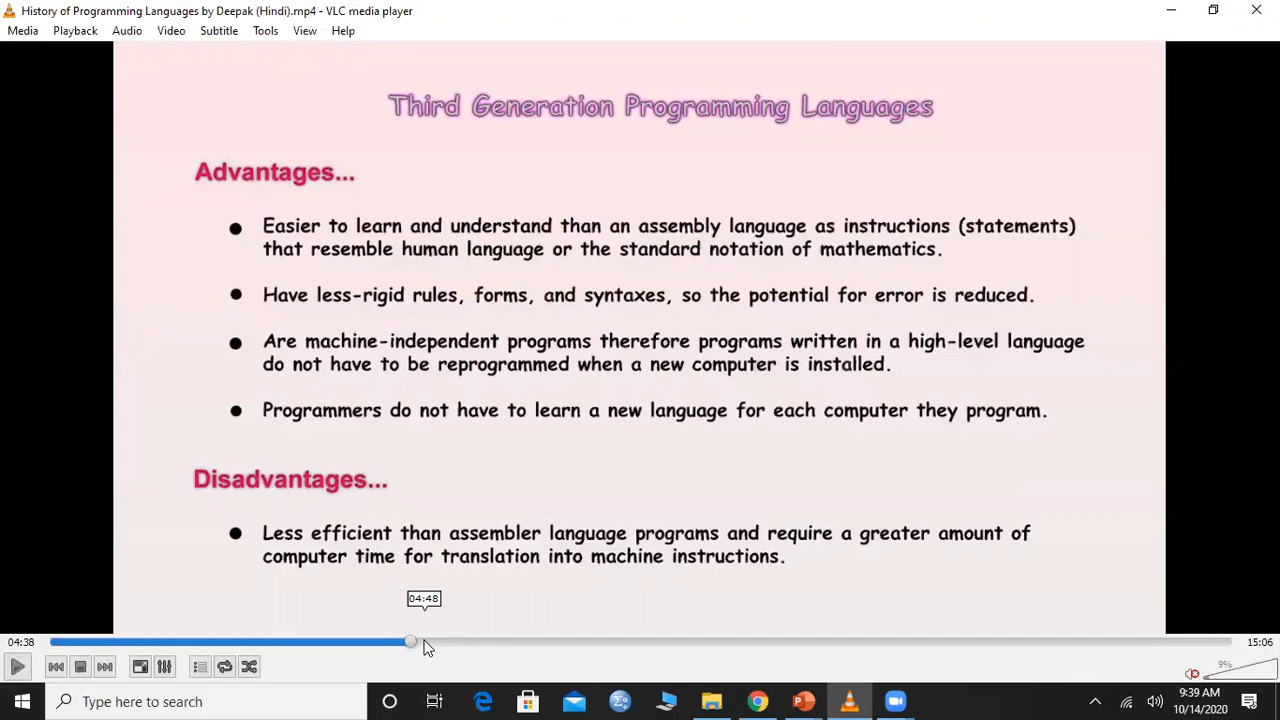 History of Programming Languages by Deepak (Hindi).mp4 - VLC media player
Media Playback Audio Video Subtitle Tools View Help
Third Generation Programming Languages
Advantages...
Easier to learn and understand than an assembly language as instructions (statements)
that resemble human language or the standard notation of mathematics.
Have less-rigid rules, forms, and syntaxes, so the potential for error is reduced.
Are machine-independent programs therefore programs written in a high-level language
do not have to be reprogrammed when a new computer is installed.
Programmers do not have to learn a new language for each computer they program.
Disadvantages...
Less efficient than assembler language programs and require a greater amount of
computer time for translation into machine instructions.
04:48
04:38
15:06
9%
Type here to search
9:39 AM
10/14/2020